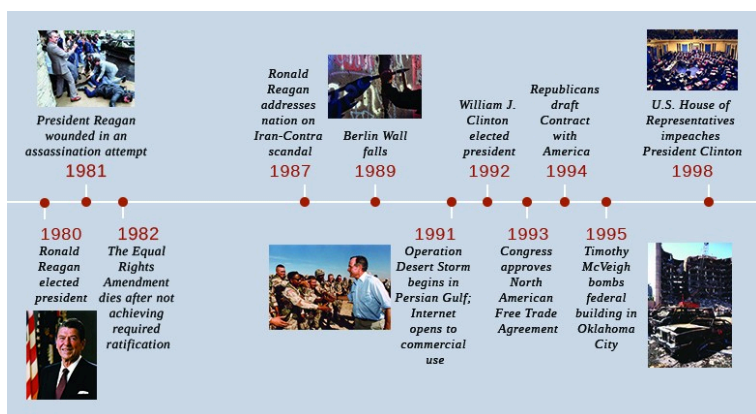 President Reagan
wounded in an
assassination attempt
1981
Ronald
Reagan
addresses
nation on
Iran-Contra
scandal
1987
Berlin Wall
falls
1989
William J.
Clinton
elected
president
1992
Republicans
draft
Contract
with
America
1994
U.S. House of
Representatives
impeaches
President Clinton
1998
1980
Ronald
Reagan
elected
president
1982
The Equal
Rights
Amendment
dies after not
achieving
required
ratification
1991
Operation
Desert Storm
begins in
Persian Gulf;
Internet
opens to
commercial
use
1993
Congress
approves
North
American
Free Trade
Agreement
1995
Timothy
McVeigh
bombs
federal
building in
Oklahoma
City